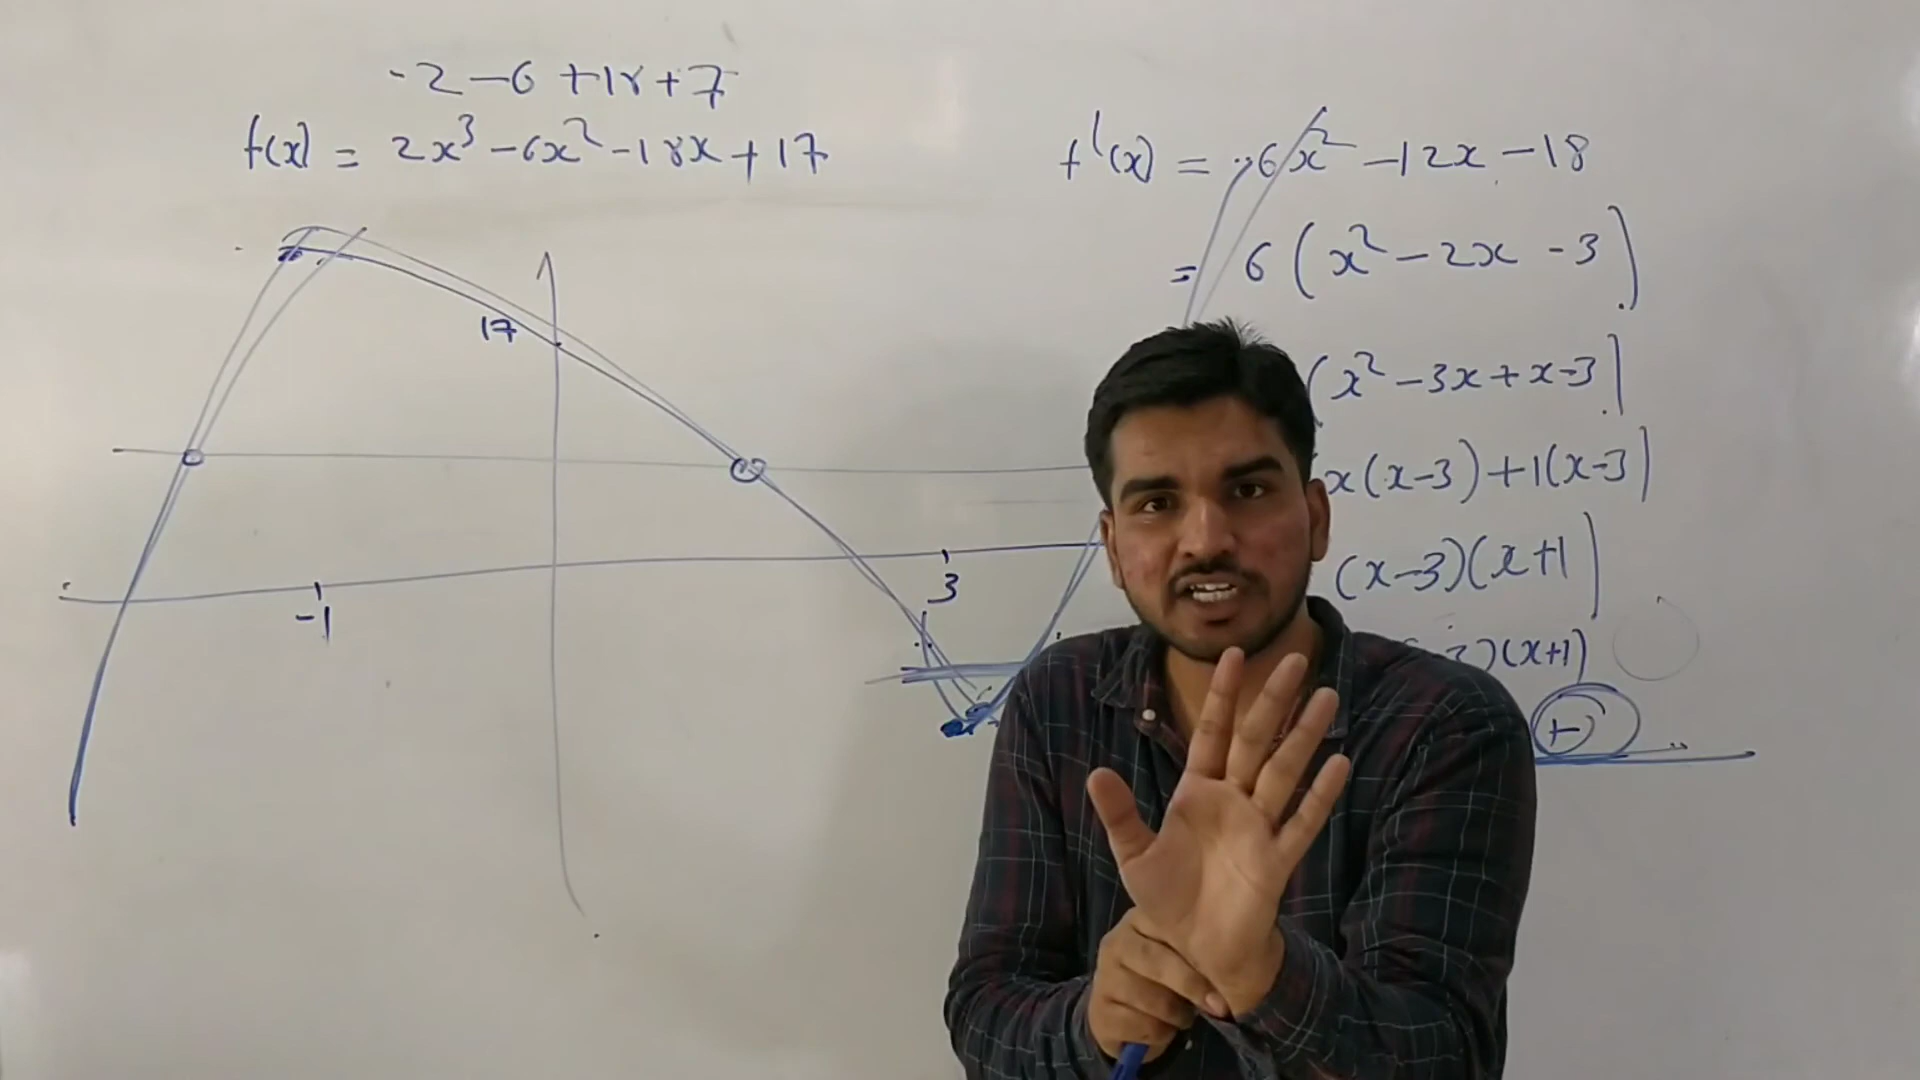 -2-6+18+7
f(x) = 2x³-6x²-18x+17
f'(x) = 6x²-12x-18
= 6(x²-2x-3)
(x²-3x+x-3)
x(x-3)+1(x-3)
(x-3)(x+1)
)(x+1)
17
-1
3
+